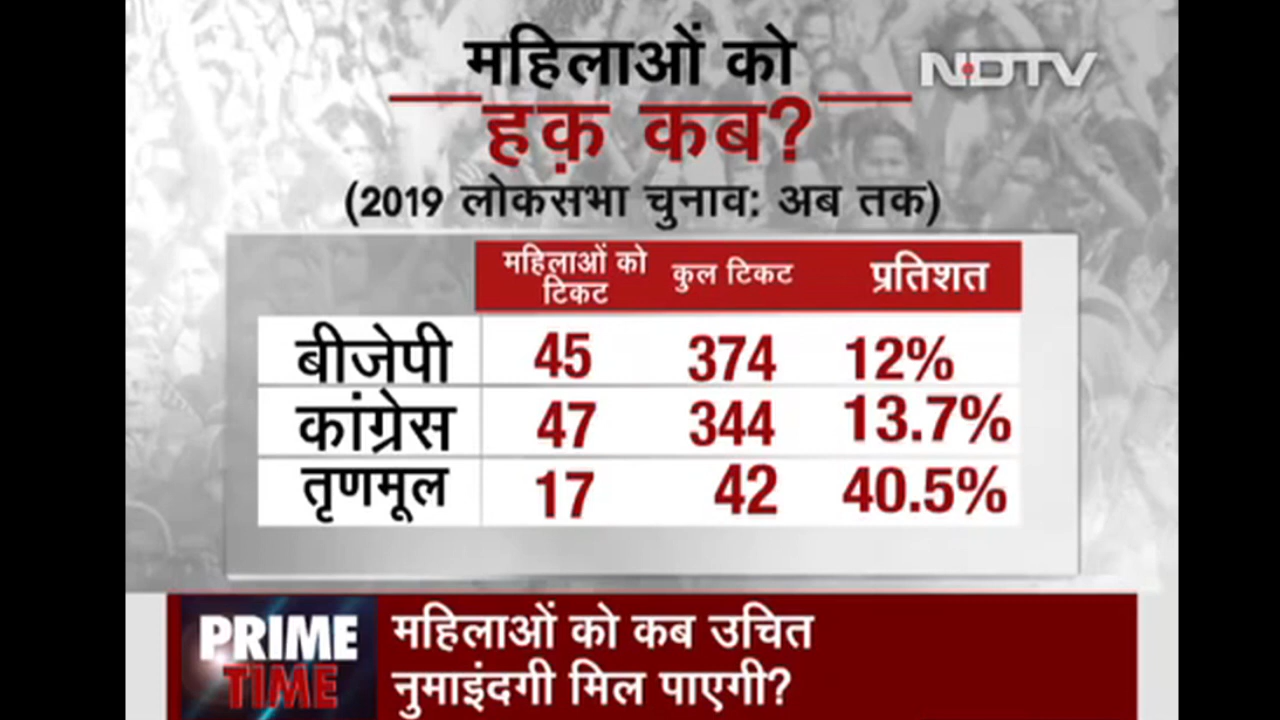 महिलाओं को
NDTV
हक़ कब?
(2019 लोकसभा चुनाव: अब तक)
महिलाओं को टिकट कुल टिकट प्रतिशत
बीजेपी 45 374 12%
कांग्रेस 47 344 13.7%
तृणमूल 17 42 40.5%
PRIME TIME
महिलाओं को कब उचित
नुमाइंदगी मिल पाएगी?